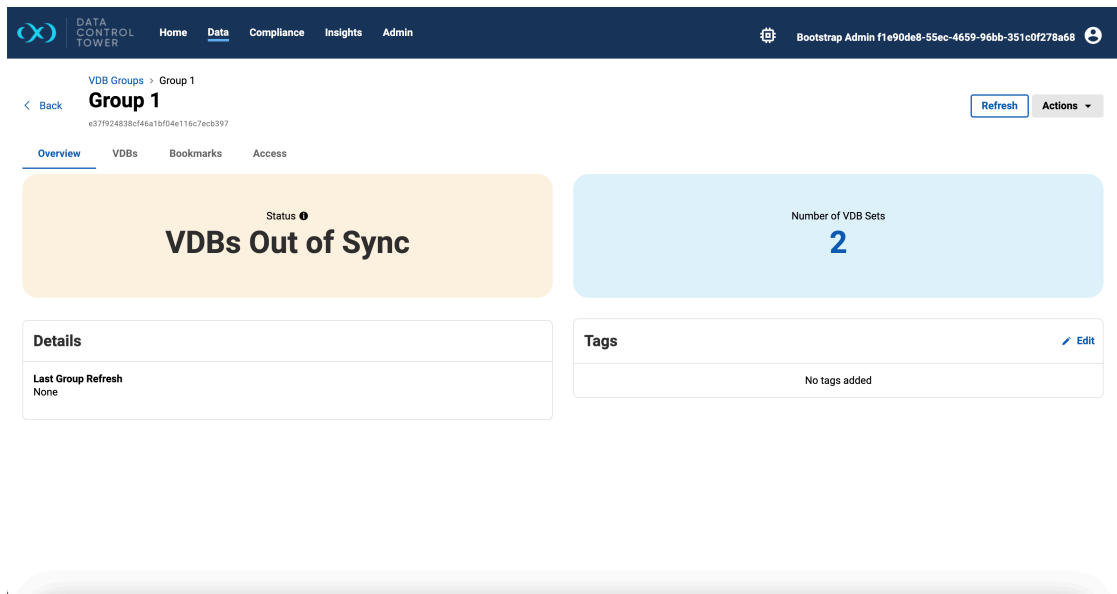 DATA
CONTROL
TOWER
Home Data Compliance Insights Admin
Bootstrap Admin f1e90de8-55ec-4659-96bb-351c0f278a68
VDB Groups > Group 1
Back
Group 1
e37f924838cf46a1bf04e116c7ecb397
Refresh
Actions
Overview VDBs Bookmarks Access
Status
VDBs Out of Sync
Number of VDB Sets
2
Details
Last Group Refresh
None
Tags
Edit
No tags added